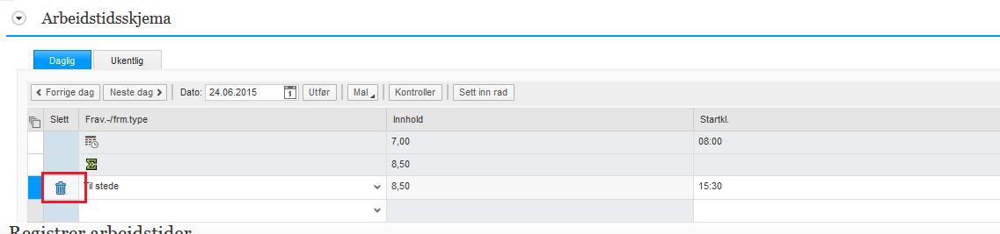 Arbeidstidsskjema
Daglig Ukentlig
Forrige dag Neste dag Dato: 24.06.2015 1 Utfør Mal Kontroller Sett inn rad
Slett Frav.-/frm.type Innhold Startkl.
7,00 08:00
Σ 8,50
Til stede 8,50 15:30
Registrer arbeidstider